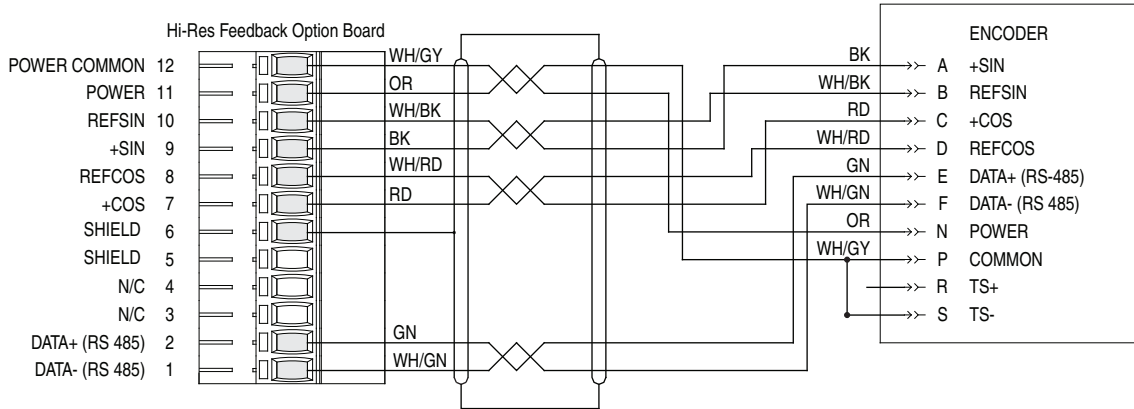 Hi-Res Feedback Option Board
POWER COMMON 12
POWER 11
REFSIN 10
+SIN 9
REFCOS 8
+COS 7
SHIELD 6
SHIELD 5
N/C 4
N/C 3
DATA+ (RS 485) 2
DATA- (RS 485) 1
WH/GY
OR
WH/BK
BK
WH/RD
RD
GN
WH/GN
BK
WH/BK
RD
WH/RD
GN
WH/GN
OR
WH/GY
ENCODER
A +SIN
B REFSIN
C +COS
D REFCOS
E DATA+ (RS-485)
F DATA- (RS 485)
N POWER
P COMMON
R TS+
S TS-